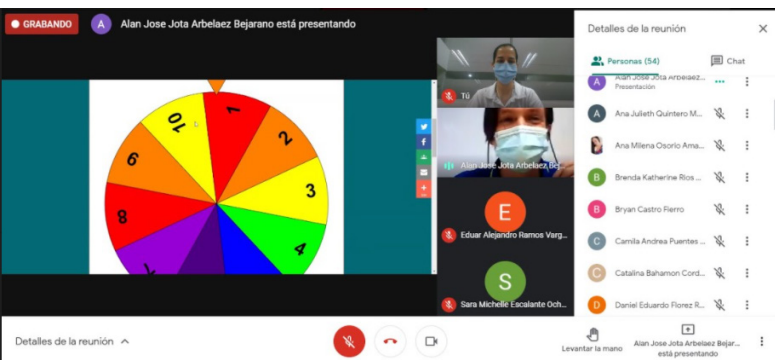 GRABANDO
A
Alan Jose Jota Arbelaez Bejarano está presentando
1
2
3
4
7
8
9
10
Tú
Alan Jose Jota Arbelaez Bej...
E
Eduar Alejandro Ramos Varg...
S
Sara Michelle Escalante Och...
Detalles de la reunión
Personas (54)
Chat
A
Alan Jose Jota Arbelaez...
Presentación
A
Ana Julieth Quintero M...
Ana Milena Osorio Ama...
B
Brenda Katherine Rios ...
B
Bryan Castro Fierro
C
Camila Andrea Puentes ...
C
Catalina Bahamon Cord...
D
Daniel Eduardo Florez R...
Detalles de la reunión
Levantar la mano
Alan Jose Jota Arbelaez Bejar...
está presentando